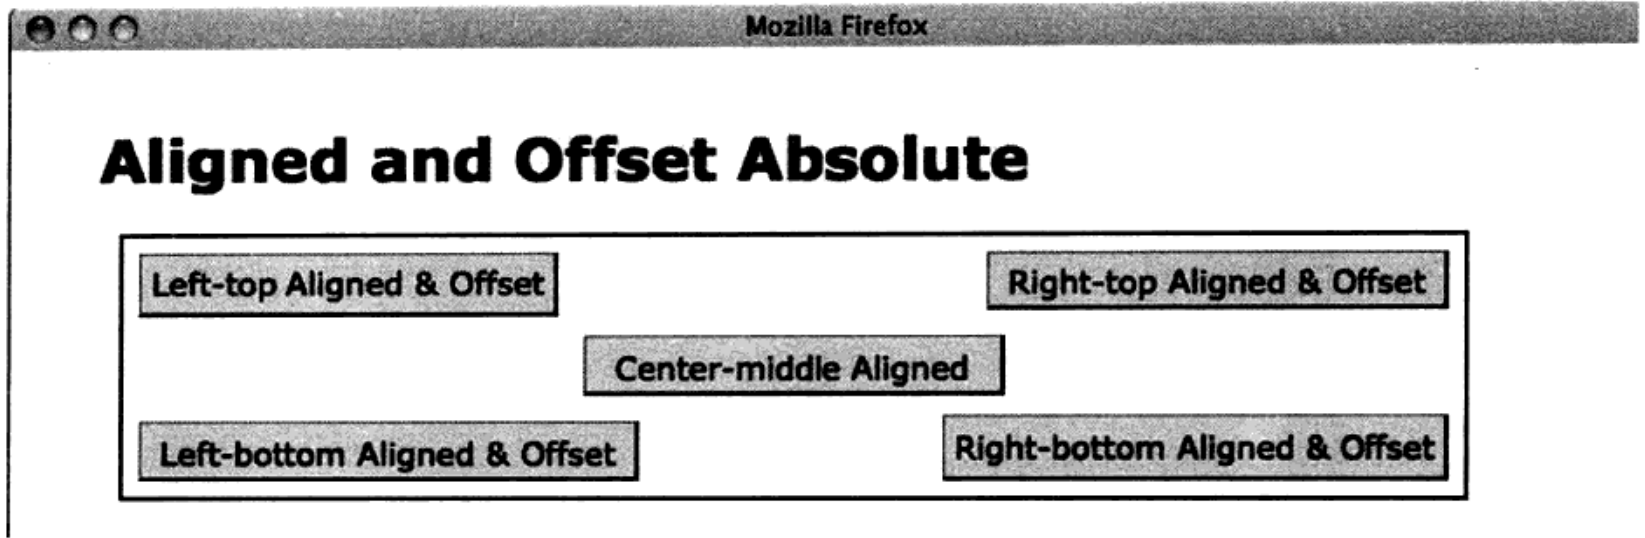 Mozilla Firefox
Aligned and Offset Absolute
Left-top Aligned & Offset
Right-top Aligned & Offset
Center-middle Aligned
Left-bottom Aligned & Offset
Right-bottom Aligned & Offset